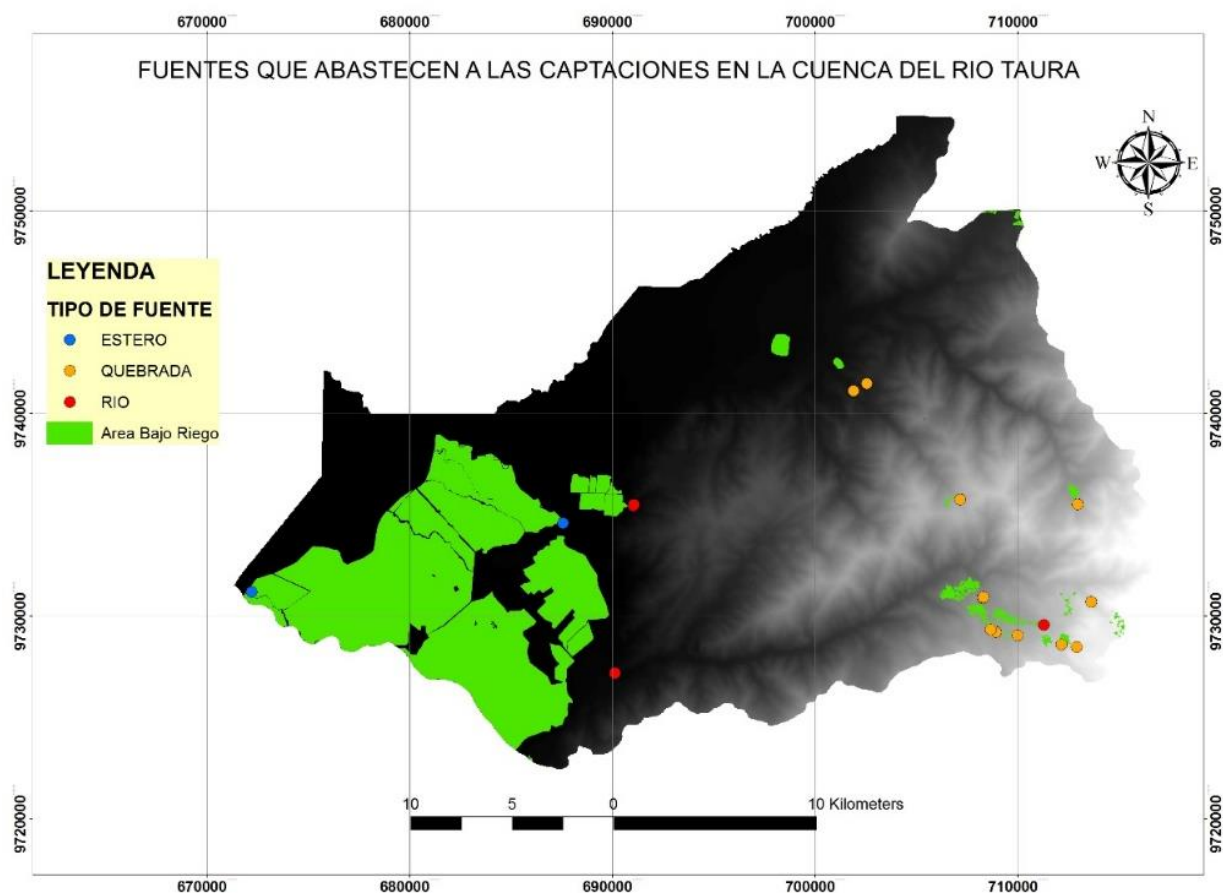 670000 680000 690000 700000 710000
FUENTES QUE ABASTECEN A LAS CAPTACIONES EN LA CUENCA DEL RIO TAURA
N
W E
S
9750000 9750000
LEYENDA
TIPO DE FUENTE
ESTERO
QUEBRADA
RIO
Area Bajo Riego
9740000 9740000
9730000 9730000
10 5 0 10 Kilometers
9720000 9720000
670000 680000 690000 700000 710000